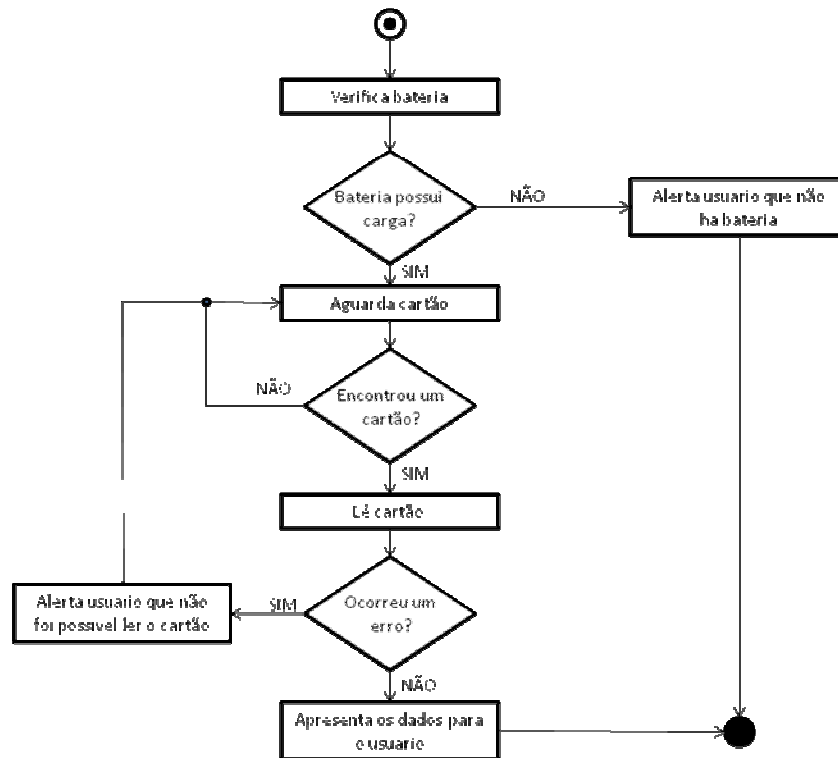 Verifica bateria
Bateria possui
carga?
NÃO
Alerta usuario que não
ha bateria
SIM
Aguarda cartão
NÃO
Encontrou um
cartão?
SIM
Lê cartão
Alerta usuario que não
foi possivel ler o cartão
SIM
Ocorreu um
erro?
NÃO
Apresenta os dados para
o usuario